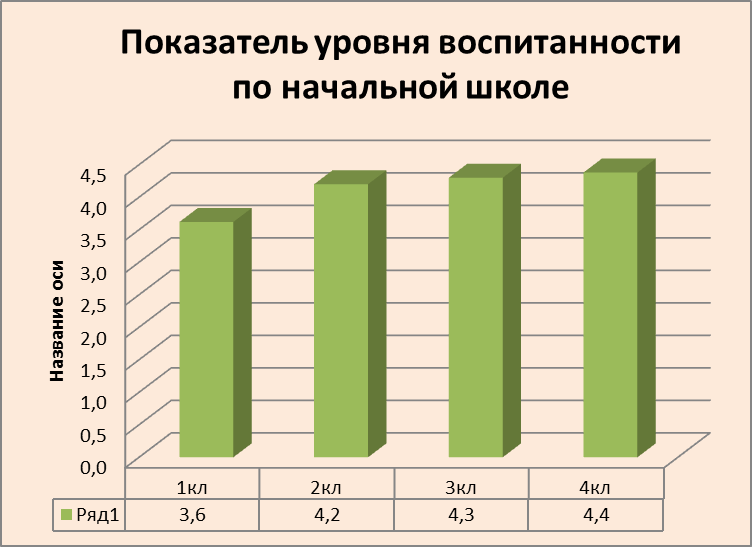 Показатель уровня воспитанности
по начальной школе
Название оси
4,5
4,0
3,5
3,0
2,5
2,0
1,5
1,0
0,5
0,0
1кл 2кл 3кл 4кл
Ряд1 3,6 4,2 4,3 4,4